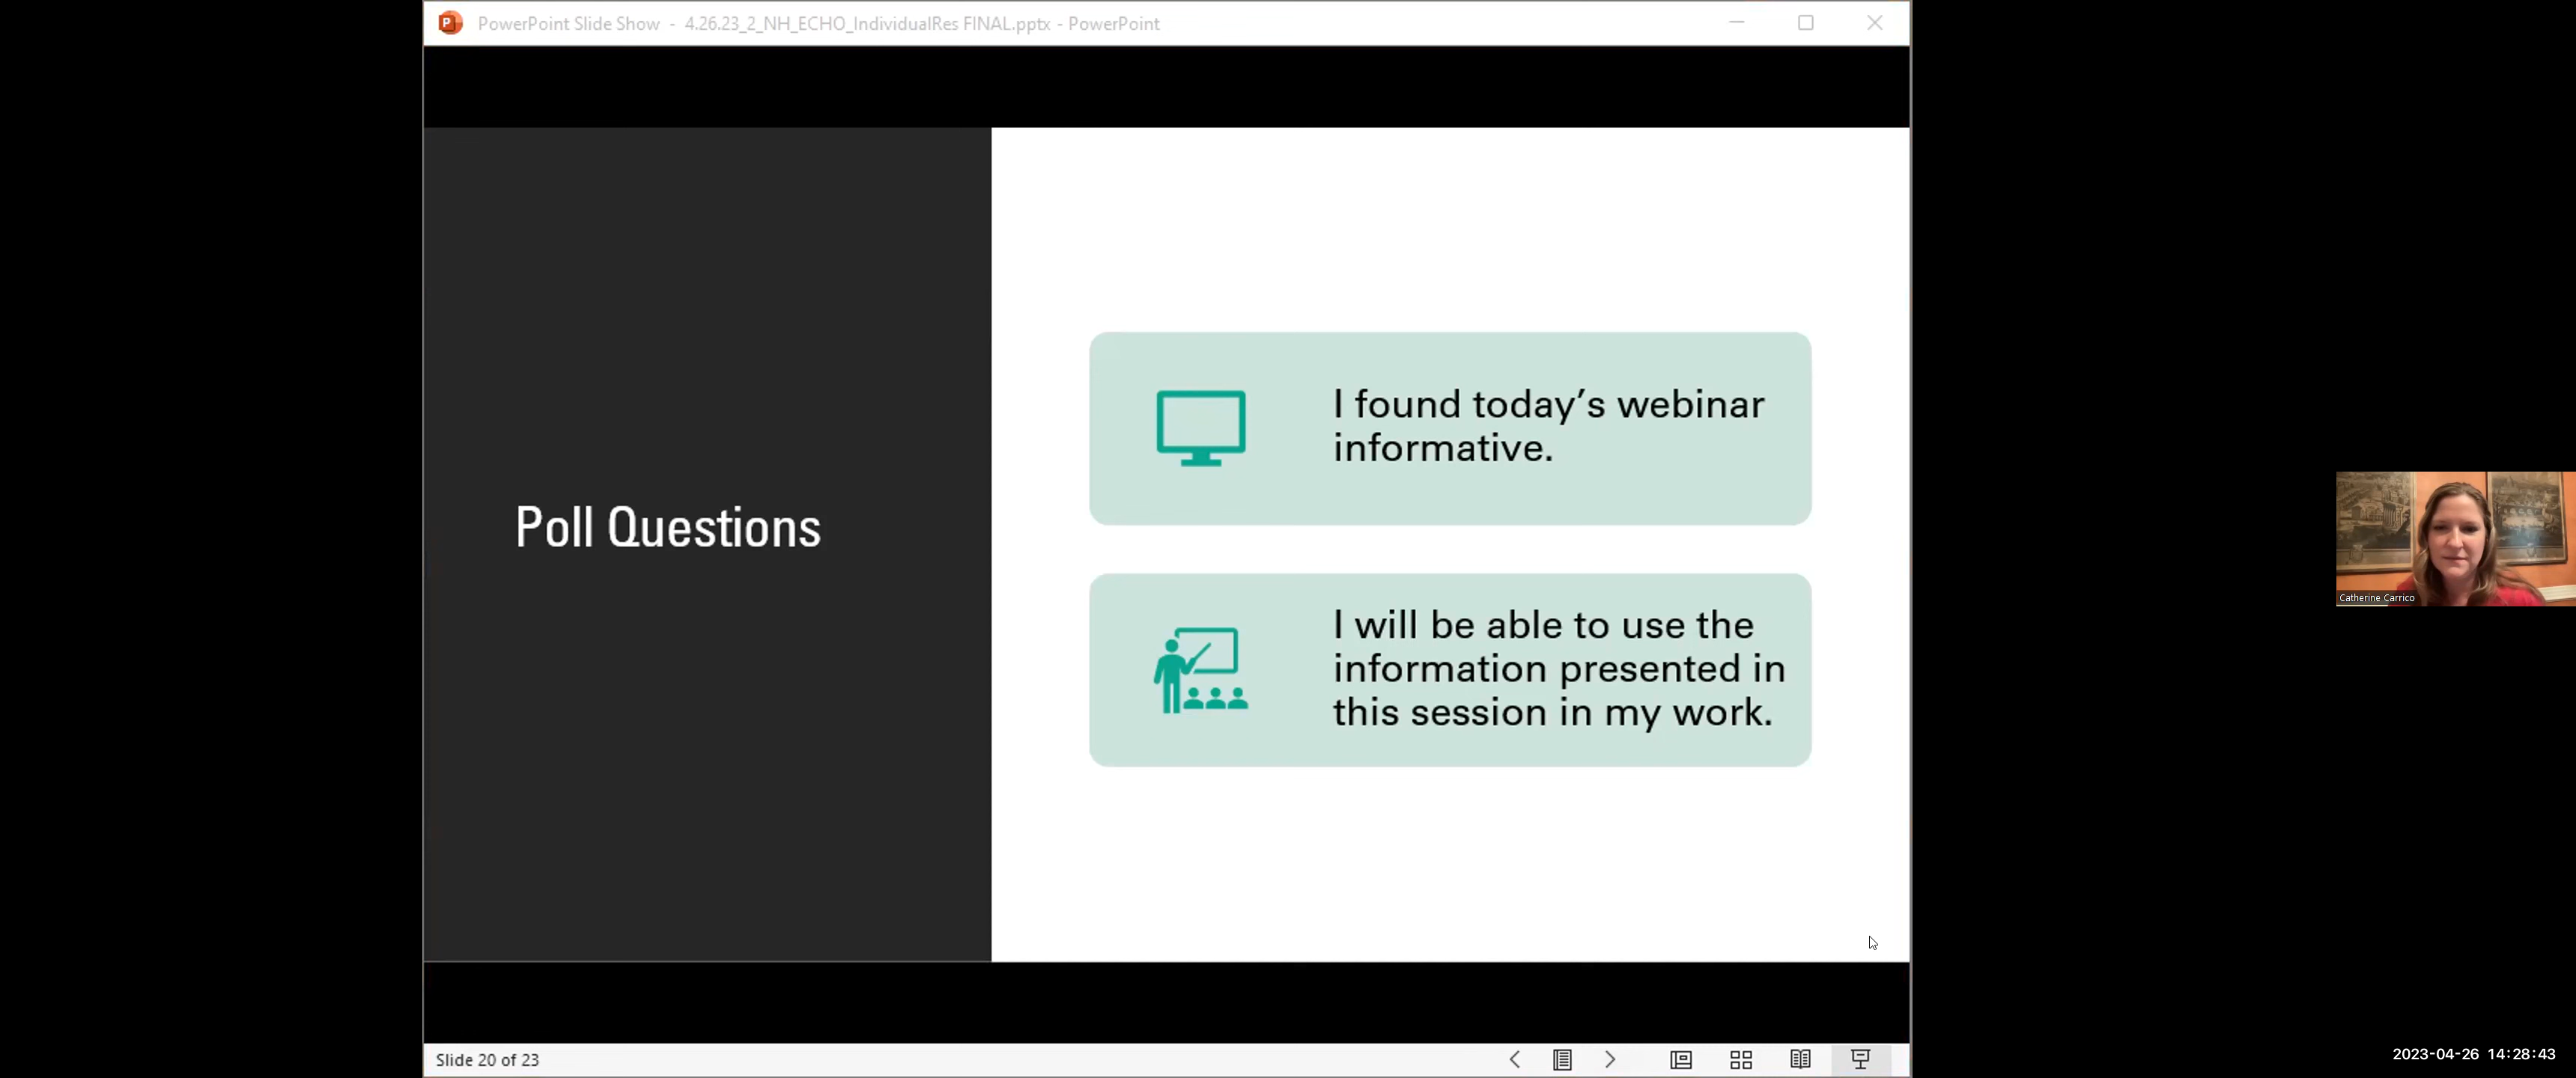 PowerPoint Slide Show - 4.26.23_2_NH_ECHO_IndividualRes FINAL.pptx - PowerPoint
Poll Questions
I found today's webinar
informative.
I will be able to use the
information presented in
this session in my work.
Catherine Carrico
Slide 20 of 23
2023-04-26 14:28:43